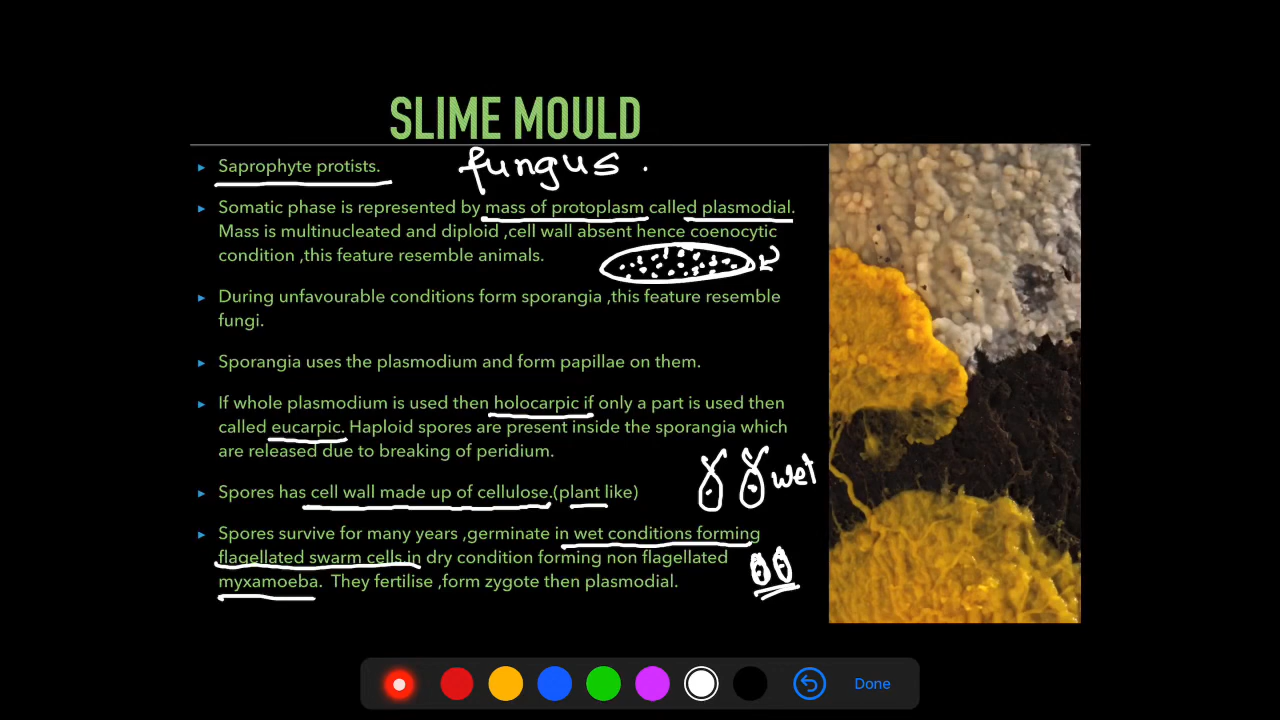 SLIME MOULD
Saprophyte protists.
fungus .
Somatic phase is represented by mass of protoplasm called plasmodial.
Mass is multinucleated and diploid ,cell wall absent hence coenocytic
condition ,this feature resemble animals.
During unfavourable conditions form sporangia ,this feature resemble
fungi.
Sporangia uses the plasmodium and form papillae on them.
If whole plasmodium is used then holocarpic if only a part is used then
called eucarpic. Haploid spores are present inside the sporangia which
are released due to breaking of peridium.
wet
Spores has cell wall made up of cellulose.(plant like)
Spores survive for many years ,germinate in wet conditions forming
flagellated swarm cells in dry condition forming non flagellated
myxamoeba. They fertilise ,form zygote then plasmodial.
Done